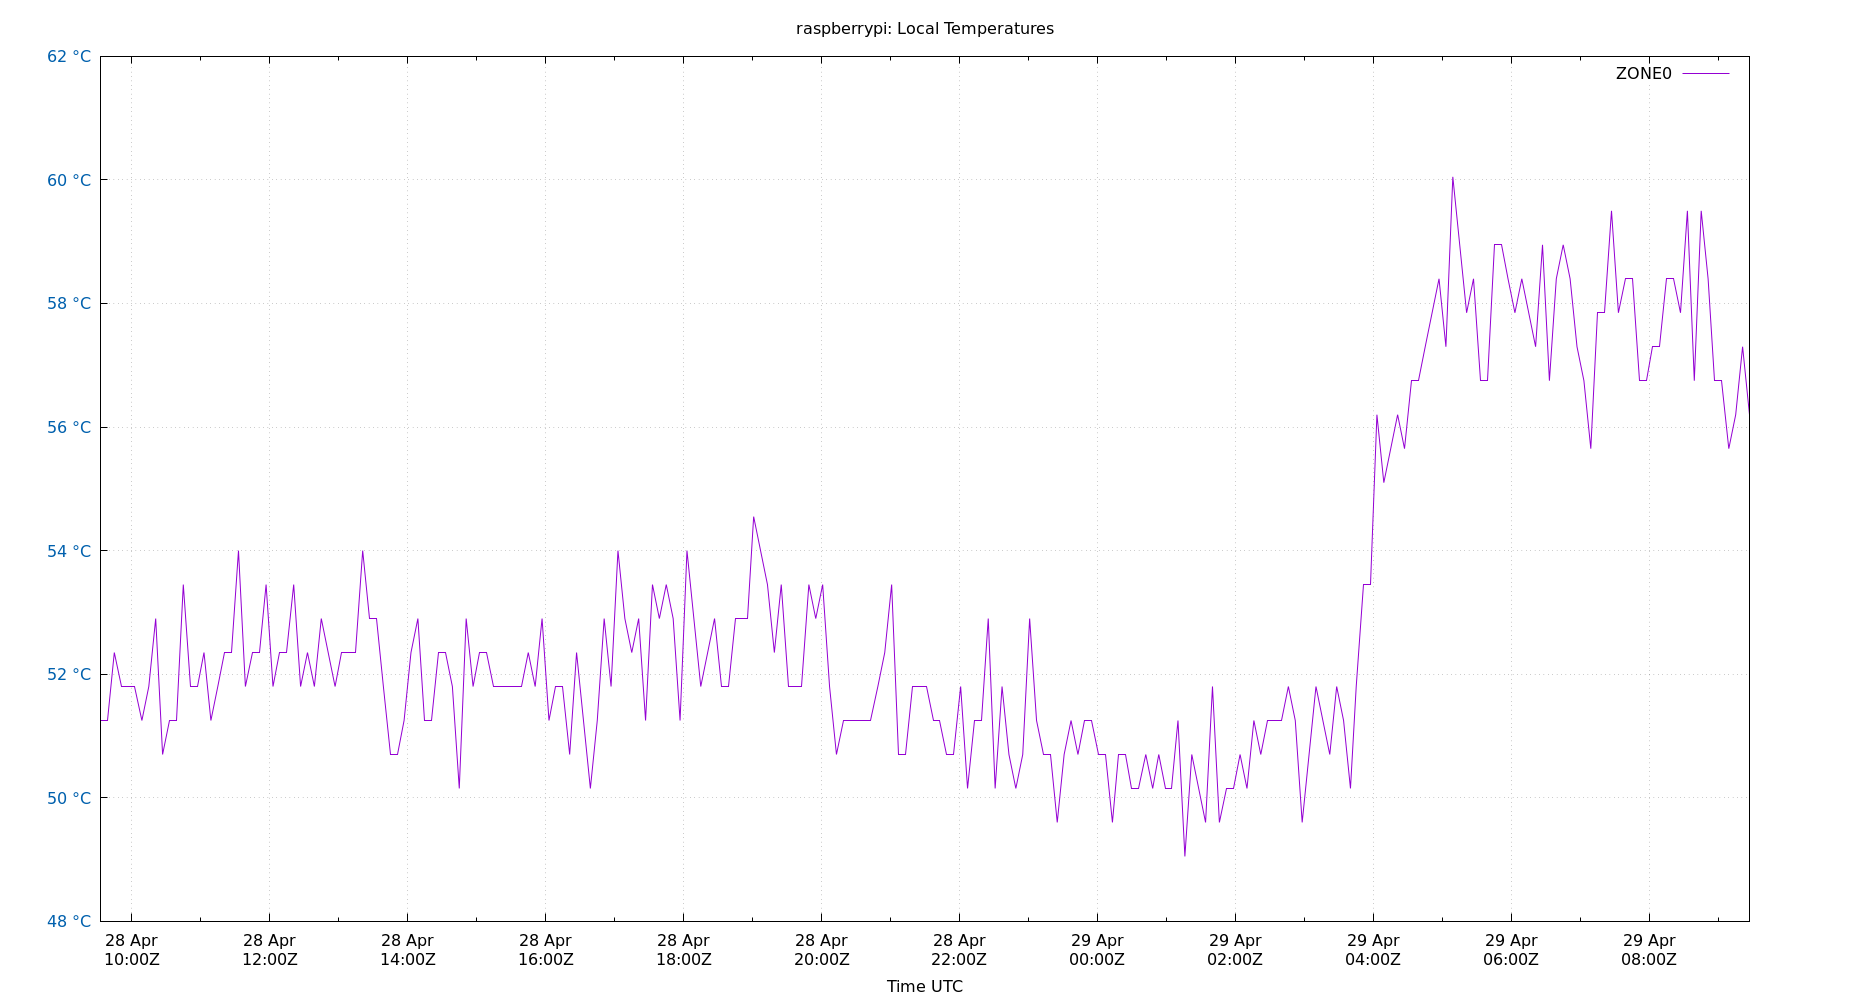 raspberrypi: Local Temperatures
62 °C
ZONE0
60 °C
58 °C
56 °C
54 °C
52 °C
50 °C
48 °C
28 Apr 28 Apr 28 Apr 28 Apr 28 Apr 28 Apr 28 Apr 29 Apr 29 Apr 29 Apr 29 Apr 29 Apr
10:00Z 12:00Z 14:00Z 16:00Z 18:00Z 20:00Z 22:00Z 00:00Z 02:00Z 04:00Z 06:00Z 08:00Z
Time UTC